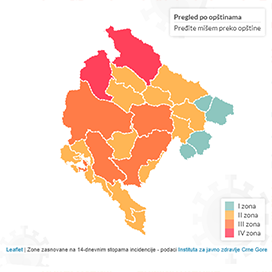 Pregled po opštinama
Pređite mišem preko opštine
I zona
II zona
III zona
IV zona
Leaflet | Zone zasnovane na 14-dnevnim stopama incidencije - podaci Instituta za javno zdravlje Crne Gore